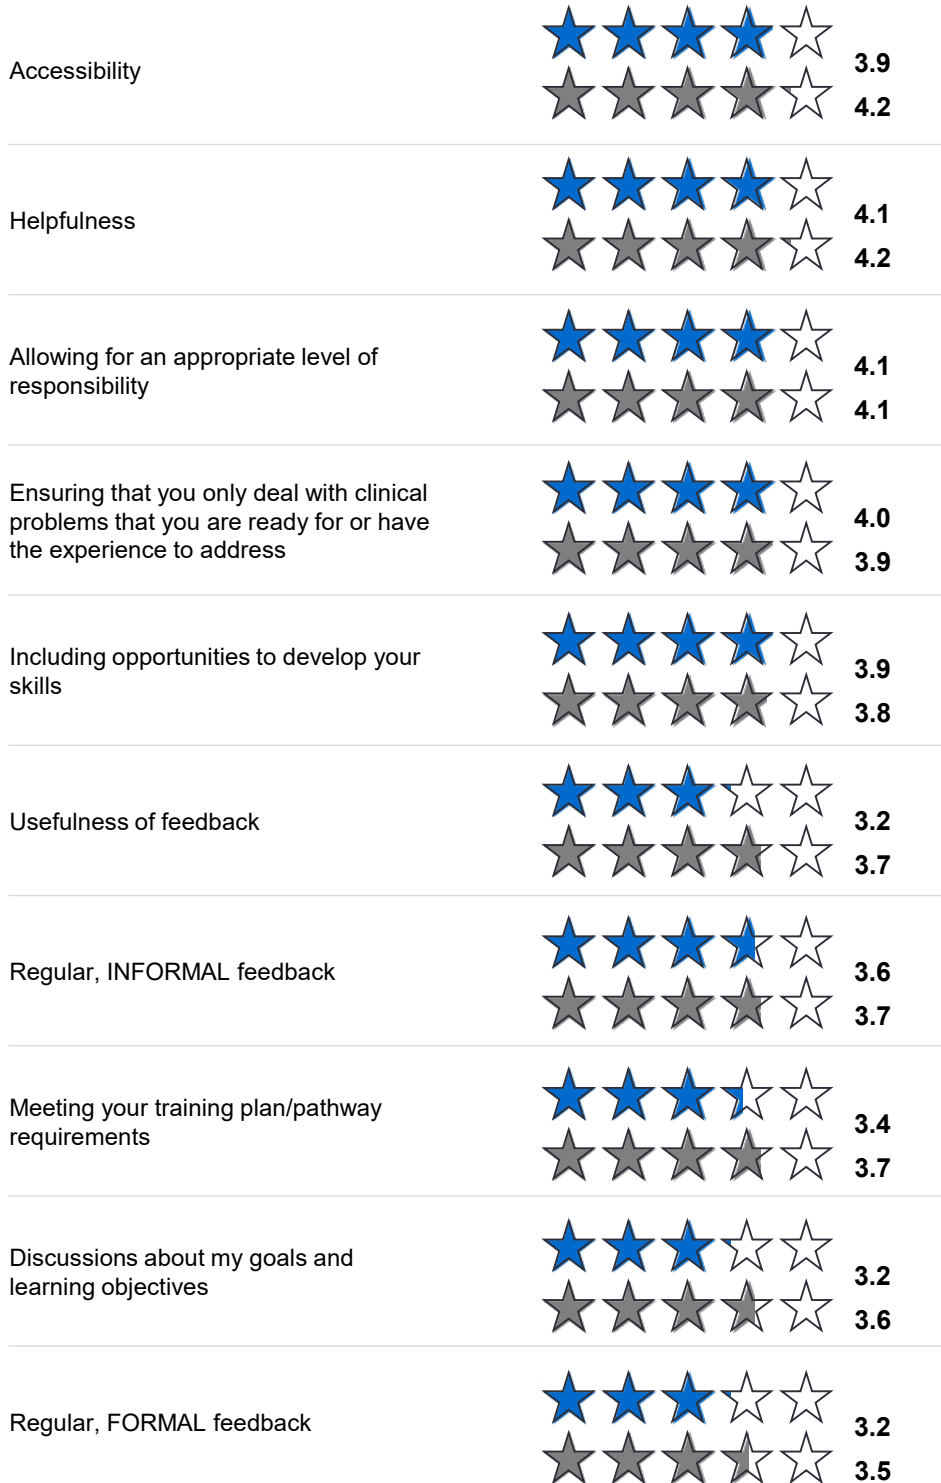 Accessibility
3.9
4.2
Helpfulness
4.1
4.2
Allowing for an appropriate level of
responsibility
4.1
4.1
Ensuring that you only deal with clinical
problems that you are ready for or have
the experience to address
4.0
3.9
Including opportunities to develop your
skills
3.9
3.8
Usefulness of feedback
3.2
3.7
Regular, INFORMAL feedback
3.6
3.7
Meeting your training plan/pathway
requirements
3.4
3.7
Discussions about my goals and
learning objectives
3.2
3.6
Regular, FORMAL feedback
3.2
3.5